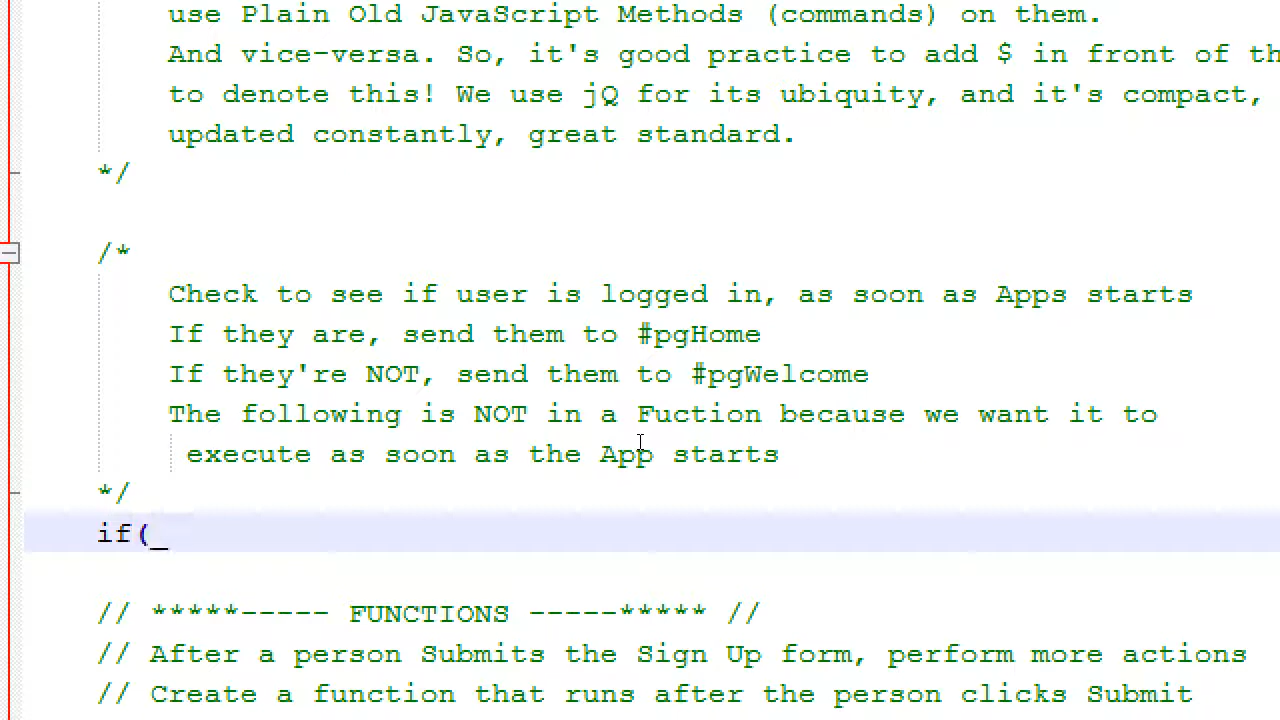 use Plain Old JavaScript Methods (commands) on them.
And vice-versa. So, it's good practice to add $ in front of
to denote this! We use jQ for its ubiquity, and it's compact,
updated constantly, great standard.
*/
/*
Check to see if user is logged in, as soon as Apps starts
If they are, send them to #pgHome
If they're NOT, send them to #pgWelcome
The following is NOT in a Fuction because we want it to
execute as soon as the App starts
*/
if(_
// *****----- FUNCTIONS -----***** //
// After a person Submits the Sign Up form, perform more actions
// Create a function that runs after the person clicks Submit